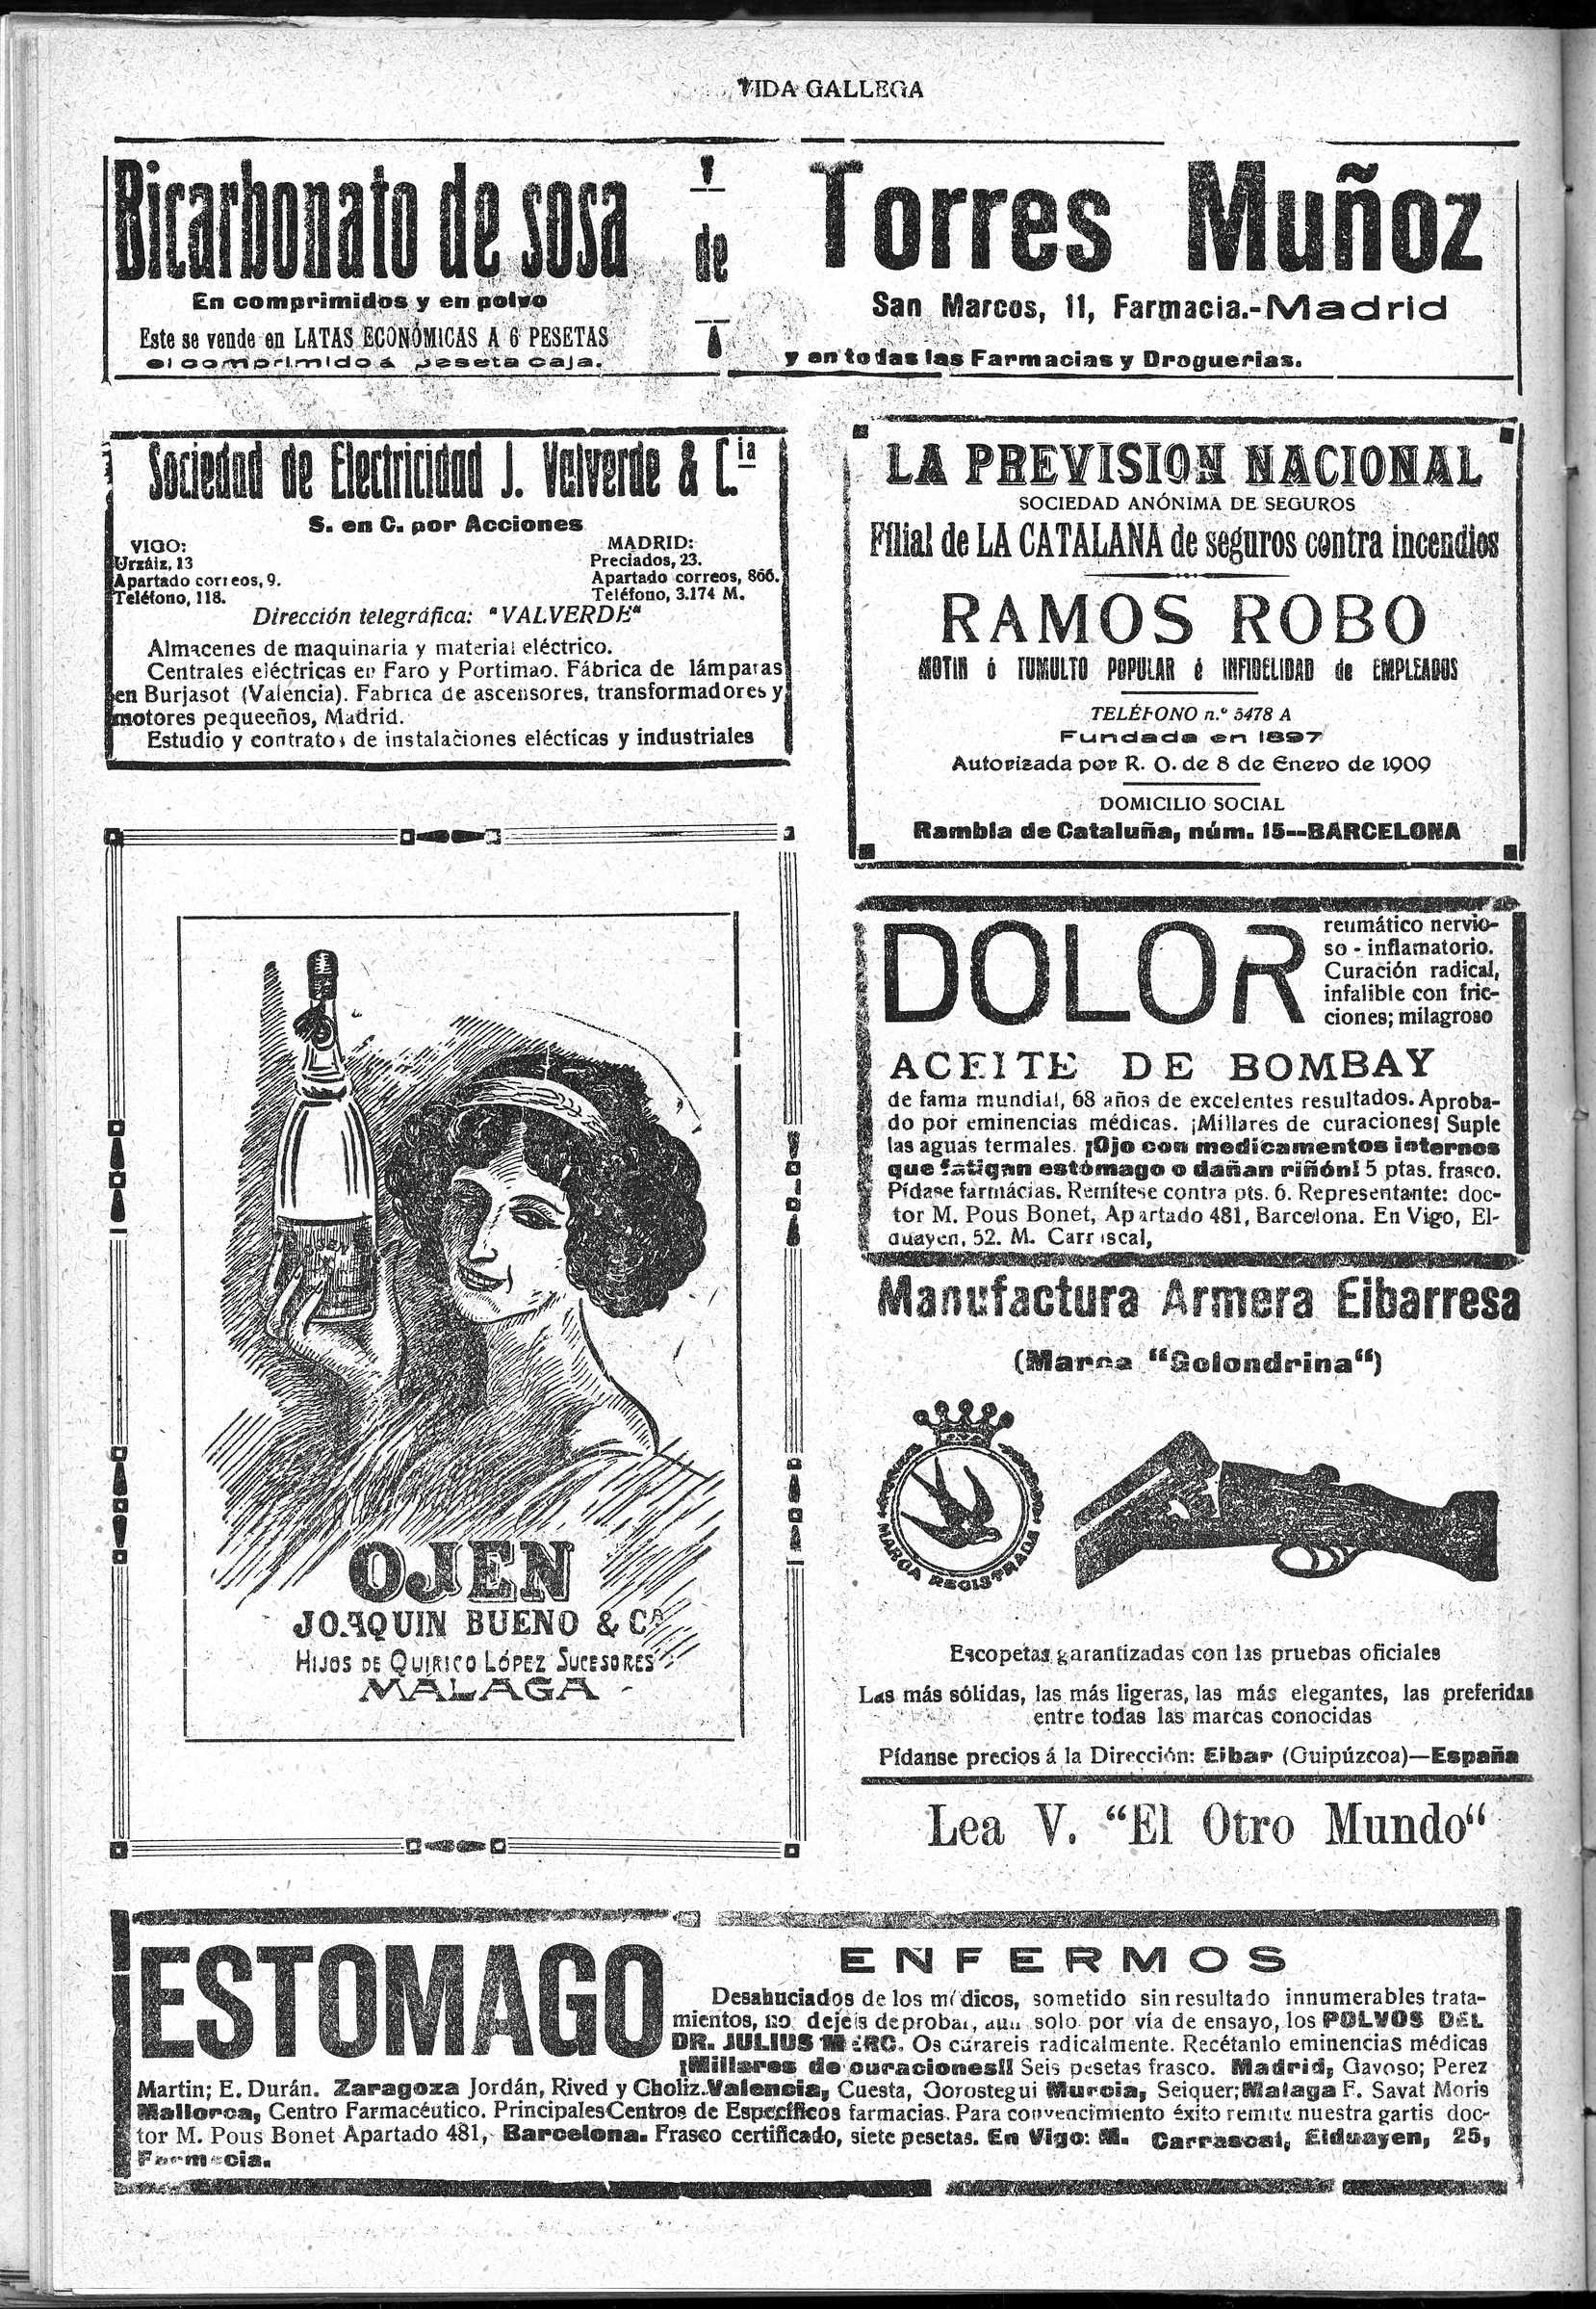 VIDA GALLEGA
Bicarbonato de sosa
En comprimidos y en polvo
Este se vende en LATAS ECONÓMICAS A 6 PESETAS
el comprimido á peseta caja.
de
Torres Muñoz
San Marcos, 11, Farmacia.-Madrid
y en todas las Farmacias y Droguerias.
Sociedad de Electricidad J. Valverde & C.ia
S. en C. por Acciones
VIGO:
Urzáiz, 13
Apartado correos, 9.
Teléfono, 118.
MADRID:
Preciados, 23.
Apartado correos, 866.
Teléfono, 3.174 M.
Dirección telegráfica: "VALVERDE"
Almacenes de maquinaria y material eléctrico.
Centrales eléctricas en Faro y Portimao. Fábrica de lámparas
en Burjasot (Valencia). Fabrica de ascensores, transformadores y
motores pequeeños, Madrid.
Estudio y contratos de instalaciones elécticas y industriales
OJEN
JOAQUIN BUENO & Cª
HIJOS DE QUIRICO LÓPEZ SUCESORES
MALAGA
LA PREVISION NACIONAL
SOCIEDAD ANÓNIMA DE SEGUROS
Filial de LA CATALANA de seguros contra incendios
RAMOS ROBO
MOTIN ó TUMULTO POPULAR é INFIDELIDAD de EMPLEADOS
TELÉFONO n.º 5478 A
Fundada en 1897
Autorizada por R. O. de 8 de Enero de 1909
DOMICILIO SOCIAL
Rambla de Cataluña, núm. 15--BARCELONA
DOLOR
reumático nervio-
so - inflamatorio.
Curación radical,
infalible con fric-
ciones; milagroso
ACEITE DE BOMBAY
de fama mundial, 68 años de excelentes resultados. Aproba-
do por eminencias médicas. ¡Millares de curaciones! Suple
las aguas termales. ¡Ojo con medicamentos internos
que fatigan estómago o dañan riñón! 5 ptas. frasco.
Pídase farmácias. Remítese contra pts. 6. Representante: doc-
tor M. Pous Bonet, Apartado 481, Barcelona. En Vigo, El-
duayen, 52. M. Carrascal,
Manufactura Armera Eibarresa
(Marca "Golondrina")
MARCA REGISTRADA
Escopetas garantizadas con las pruebas oficiales
Las más sólidas, las más ligeras, las más elegantes, las preferidas
entre todas las marcas conocidas
Pídanse precios á la Dirección: Eibar (Guipúzcoa)—España
Lea V. "El Otro Mundo"
ESTOMAGO
ENFERMOS
Desahuciados de los médicos, sometido sin resultado innumerables trata-
mientos, no dejeis de probar, aun solo por vía de ensayo, los POLVOS DEL
DR. JULIUS MERC. Os curareis radicalmente. Recétanlo eminencias médicas
¡Millares de curaciones!! Seis pesetas frasco. Madrid, Gayoso; Perez
Martin; E. Durán. Zaragoza Jordán, Rived y Choliz. Valencia, Cuesta, Gorostegui Murcia, Seiquer; Malaga F. Savat Moris
Mallorca, Centro Farmacéutico. Principales Centros de Específicos farmacias. Para convencimiento éxito remite nuestra gartis doc-
tor M. Pous Bonet Apartado 481, Barcelona. Frasco certificado, siete pesetas. En Vigo: M. Carrascal, Elduayen, 25,
Farmacia.